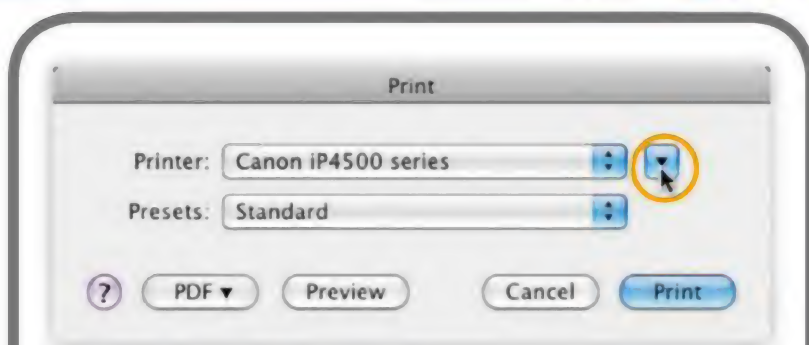 Print
Printer: Canon iP4500 series
Presets: Standard
? PDF ▼ Preview Cancel Print